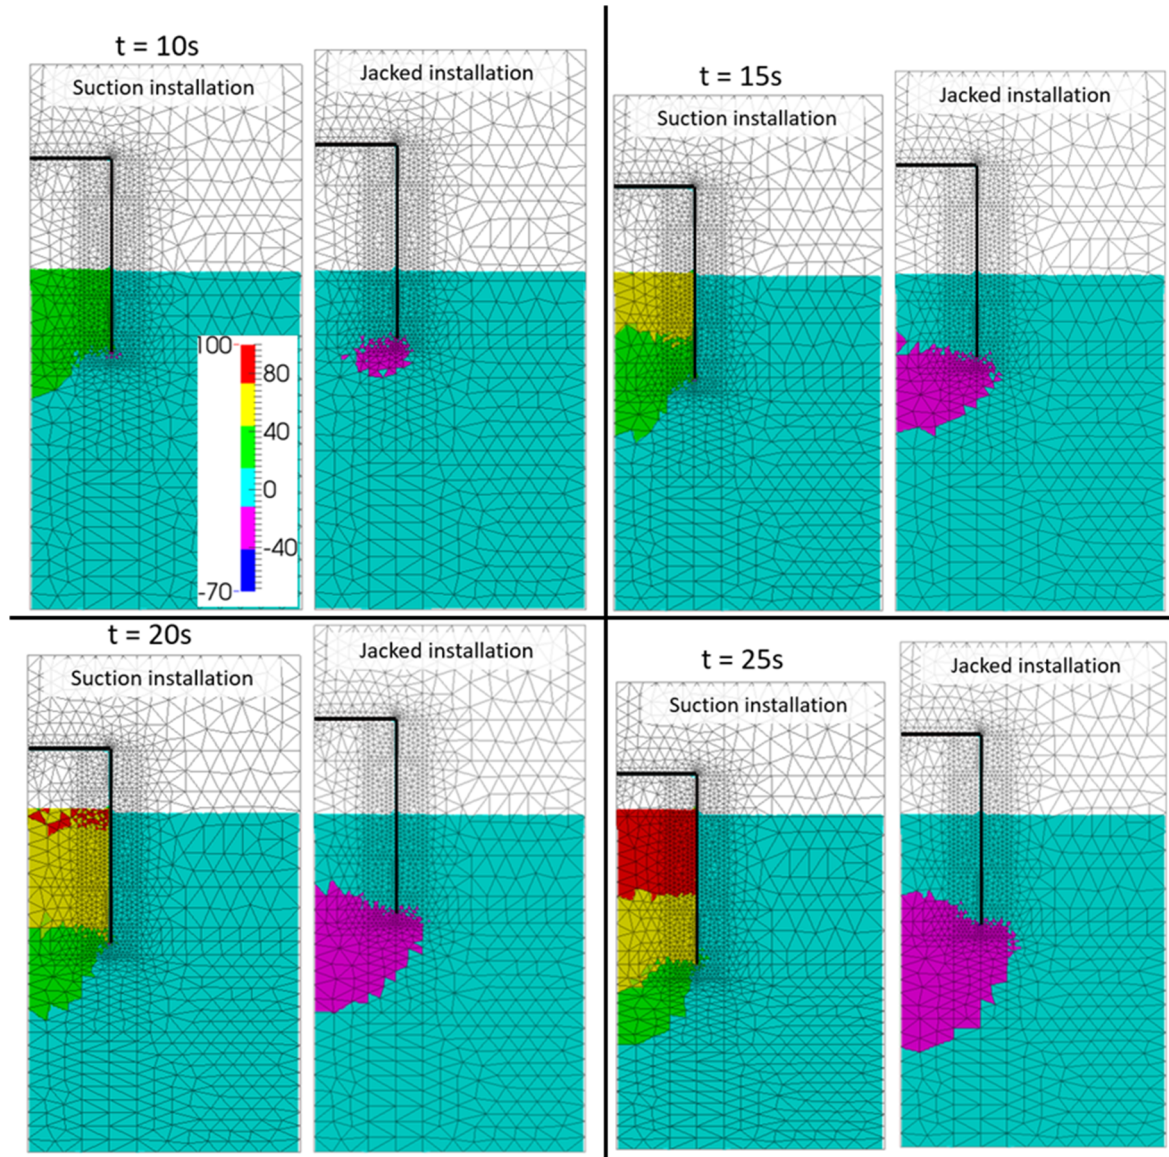 t = 10s
Suction installation
Jacked installation
100
80
40
0
-40
-70
t = 15s
Suction installation
Jacked installation
t = 20s
Suction installation
Jacked installation
t = 25s
Suction installation
Jacked installation